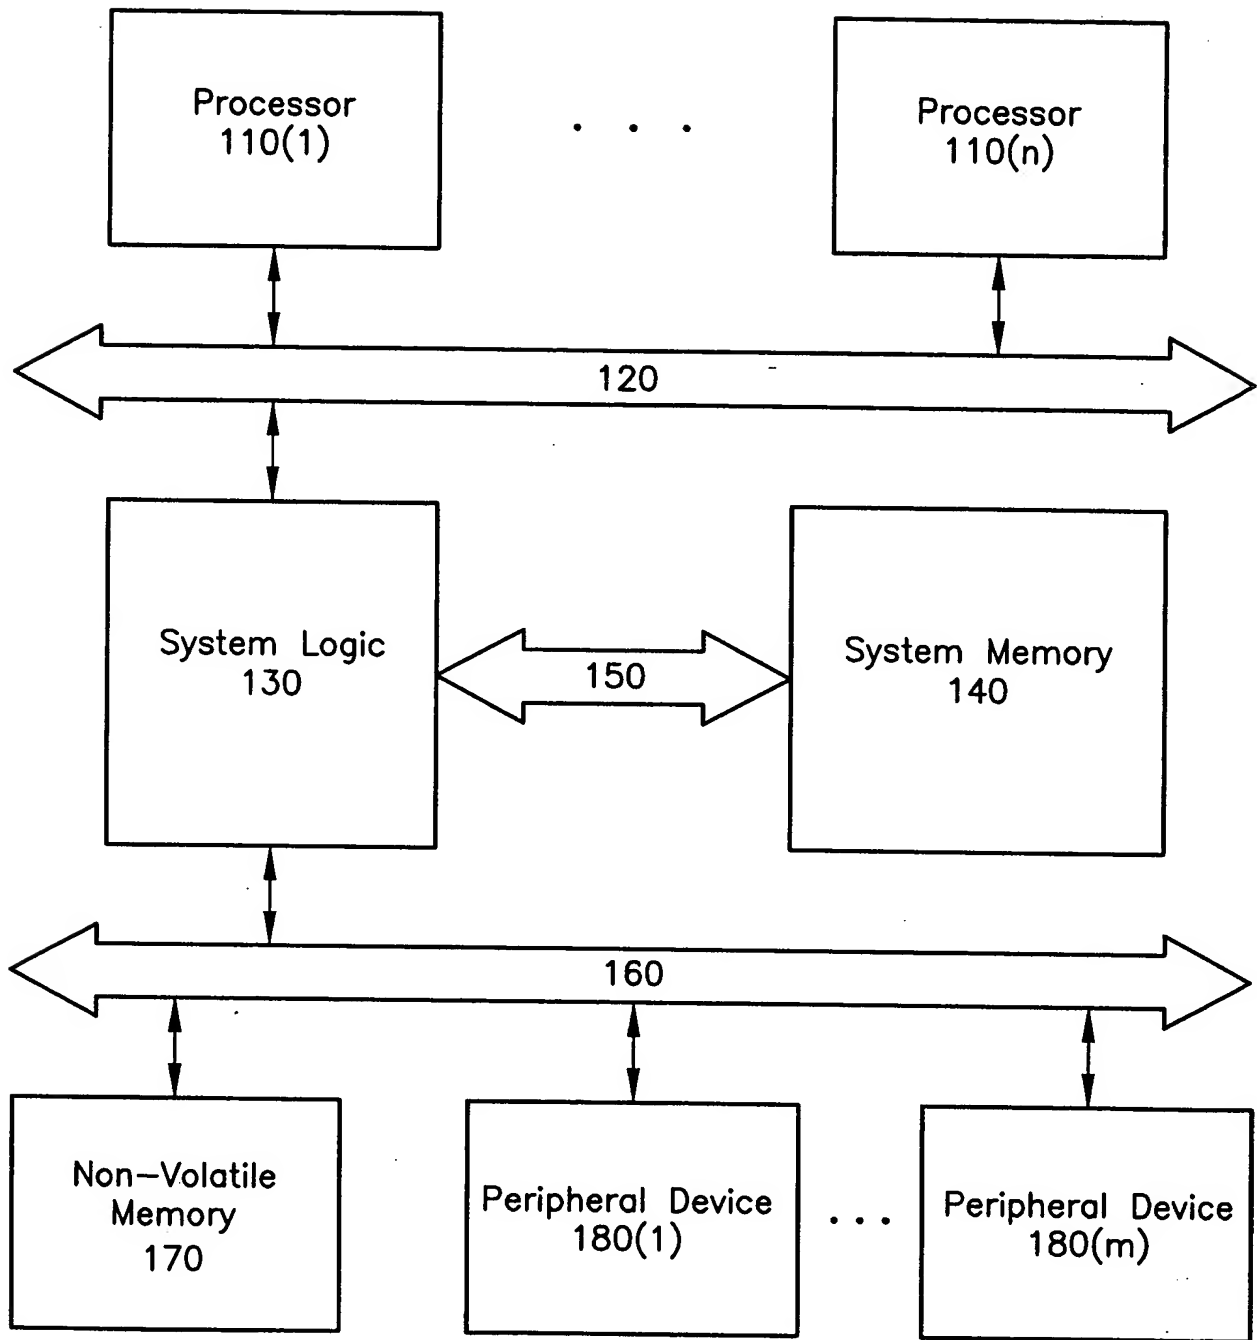 Processor
110(1)
. . .
Processor
110(n)
120
System Logic
130
150
System Memory
140
160
Non-Volatile
Memory
170
Peripheral Device
180(1)
...
Peripheral Device
180(m)